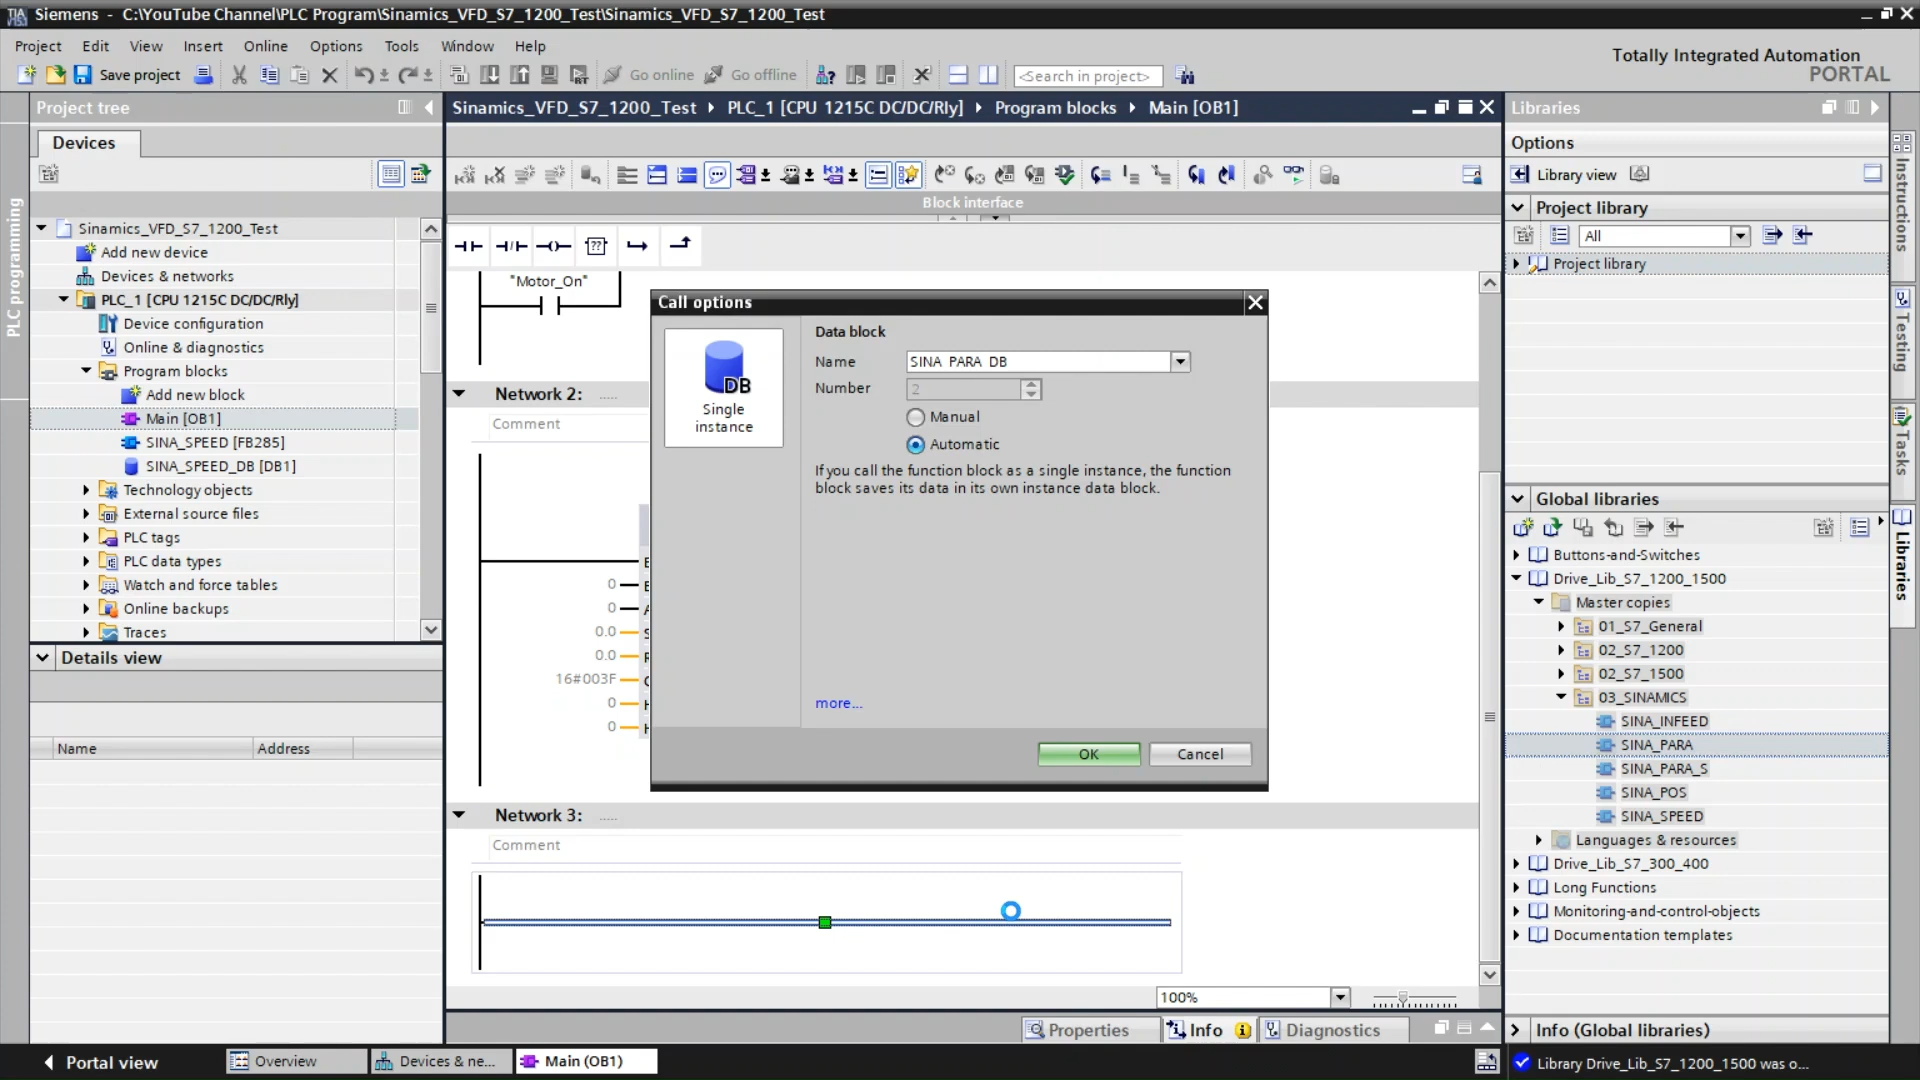 Siemens - C:\YouTube Channel\PLC Program\Sinamics_VFD_S7_1200_Test\Sinamics_VFD_S7_1200_Test
Project Edit View Insert Online Options Tools Window Help
Totally Integrated Automation
PORTAL
Save project
Go online
Go offline
<Search in project>
Project tree
Sinamics_VFD_S7_1200_Test PLC_1 [CPU 1215C DC/DC/Rly] Program blocks Main [OB1]
Libraries
Devices
Options
Library view
Block interface
PLC programming
Sinamics_VFD_S7_1200_Test
Add new device
Devices & networks
PLC_1 [CPU 1215C DC/DC/Rly]
Device configuration
Online & diagnostics
Program blocks
Add new block
Main [OB1]
SINA_SPEED [FB285]
SINA_SPEED_DB [DB1]
Technology objects
External source files
PLC tags
PLC data types
Watch and force tables
Online backups
Traces
Details view
Name Address
"Motor_On"
Network 2: .....
Comment
0
0
0.0
0.0
16#003F
0
0
Network 3: .....
Comment
100%
Call options
DB
Single
instance
Data block
Name SINA_PARA_DB
Number 2
Manual
Automatic
If you call the function block as a single instance, the function
block saves its data in its own instance data block.
more...
OK Cancel
Project library
All
Project library
Global libraries
Buttons-and-Switches
Drive_Lib_S7_1200_1500
Master copies
01_S7_General
02_S7_1200
02_S7_1500
03_SINAMICS
SINA_INFEED
SINA_PARA
SINA_PARA_S
SINA_POS
SINA_SPEED
Languages & resources
Drive_Lib_S7_300_400
Long Functions
Monitoring-and-control-objects
Documentation templates
Info (Global libraries)
Instructions
Testing
Tasks
Libraries
Properties Info Diagnostics
Portal view Overview Devices & ne... Main (OB1)
Library Drive_Lib_S7_1200_1500 was o...